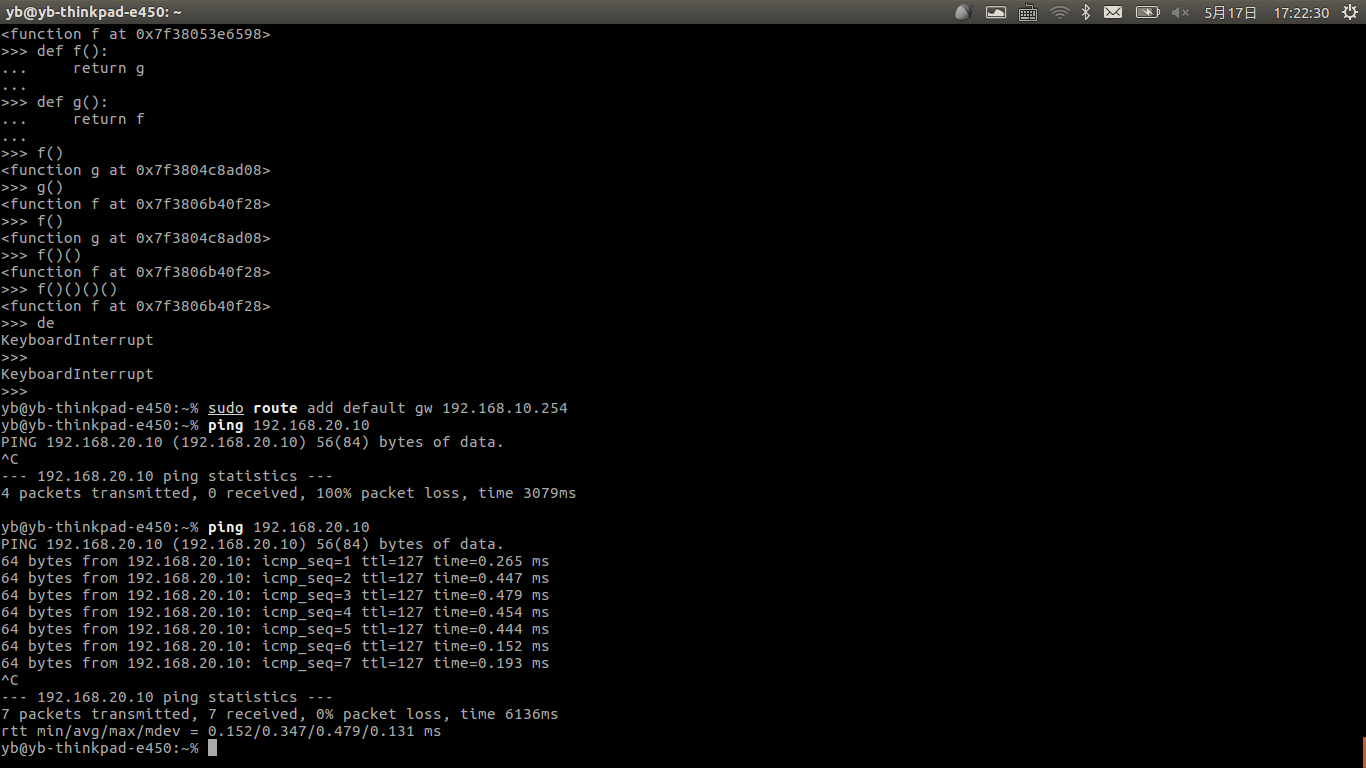 yb@yb-thinkpad-e450: ~
5月17日 17:22:30
<function f at 0x7f38053e6598>
>>> def f():
...     return g
...
>>> def g():
...     return f
...
>>> f()
<function g at 0x7f3804c8ad08>
>>> g()
<function f at 0x7f3806b40f28>
>>> f()
<function g at 0x7f3804c8ad08>
>>> f()()
<function f at 0x7f3806b40f28>
>>> f()()()()
<function f at 0x7f3806b40f28>
>>> de
KeyboardInterrupt
>>>
KeyboardInterrupt
>>>
yb@yb-thinkpad-e450:~% sudo route add default gw 192.168.10.254
yb@yb-thinkpad-e450:~% ping 192.168.20.10
PING 192.168.20.10 (192.168.20.10) 56(84) bytes of data.
^C
--- 192.168.20.10 ping statistics ---
4 packets transmitted, 0 received, 100% packet loss, time 3079ms

yb@yb-thinkpad-e450:~% ping 192.168.20.10
PING 192.168.20.10 (192.168.20.10) 56(84) bytes of data.
64 bytes from 192.168.20.10: icmp_seq=1 ttl=127 time=0.265 ms
64 bytes from 192.168.20.10: icmp_seq=2 ttl=127 time=0.447 ms
64 bytes from 192.168.20.10: icmp_seq=3 ttl=127 time=0.479 ms
64 bytes from 192.168.20.10: icmp_seq=4 ttl=127 time=0.454 ms
64 bytes from 192.168.20.10: icmp_seq=5 ttl=127 time=0.444 ms
64 bytes from 192.168.20.10: icmp_seq=6 ttl=127 time=0.152 ms
64 bytes from 192.168.20.10: icmp_seq=7 ttl=127 time=0.193 ms
^C
--- 192.168.20.10 ping statistics ---
7 packets transmitted, 7 received, 0% packet loss, time 6136ms
rtt min/avg/max/mdev = 0.152/0.347/0.479/0.131 ms
yb@yb-thinkpad-e450:~%